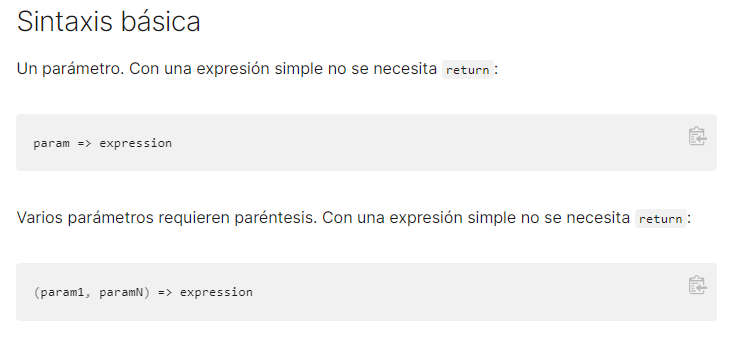 Sintaxis básica
Un parámetro. Con una expresión simple no se necesita return:
param => expression
Varios parámetros requieren paréntesis. Con una expresión simple no se necesita return:
(param1, paramN) => expression